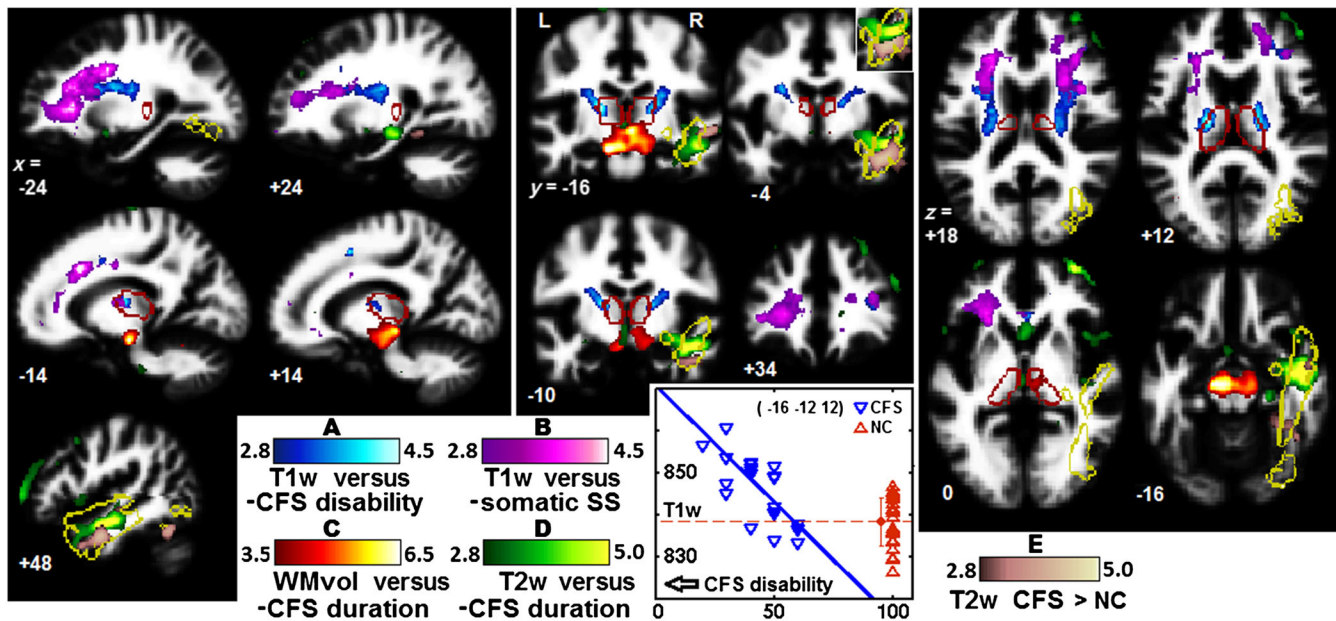 L R
x =
-24
+24
y = -16
-4
z =
+18
+12
-14
+14
-10
+34
0
-16
+48
A
2.8 4.5
T1w versus
-CFS disability
B
2.8 4.5
T1w versus
-somatic SS
C
3.5 6.5
WMvol versus
-CFS duration
D
2.8 5.0
T2w versus
-CFS duration
( -16 -12 12) CFS
NC
850
T1w
830
CFS disability
0 50 100
E
2.8 5.0
T2w CFS > NC